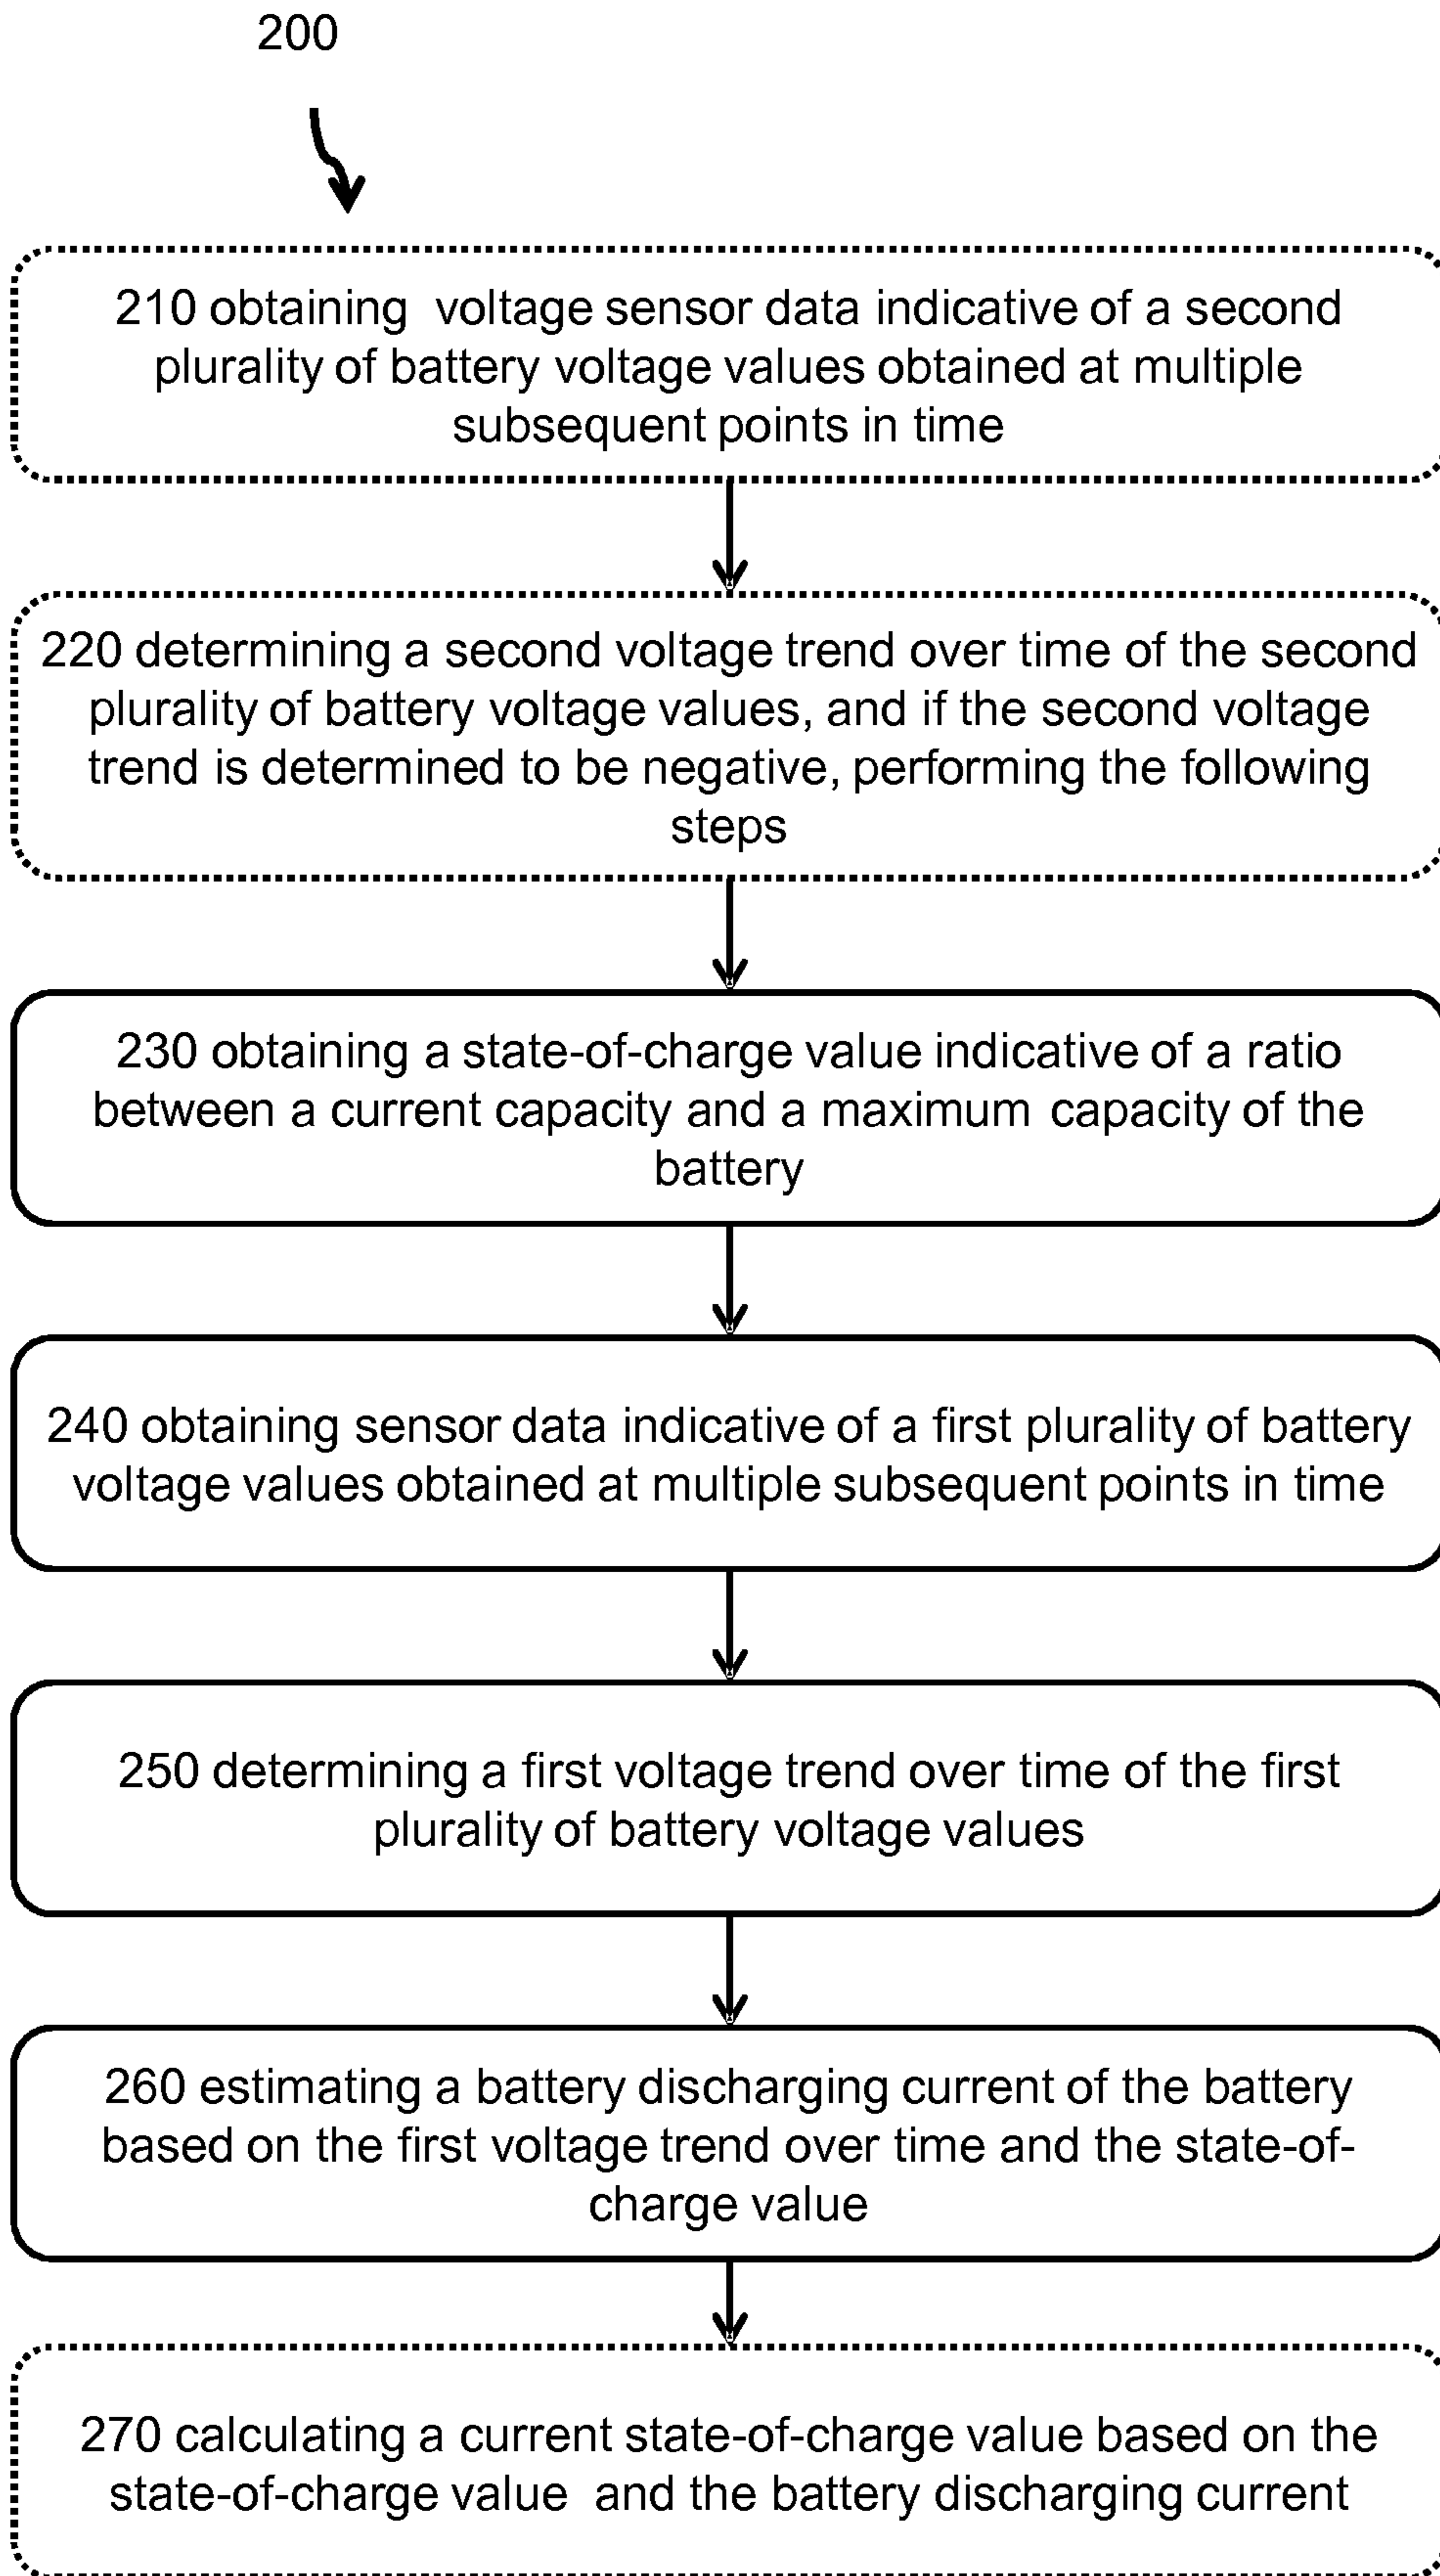 200
210 obtaining voltage sensor data indicative of a second
plurality of battery voltage values obtained at multiple
subsequent points in time
220 determining a second voltage trend over time of the second
plurality of battery voltage values, and if the second voltage
trend is determined to be negative, performing the following
steps
230 obtaining a state-of-charge value indicative of a ratio
between a current capacity and a maximum capacity of the
battery
240 obtaining sensor data indicative of a first plurality of battery
voltage values obtained at multiple subsequent points in time
250 determining a first voltage trend over time of the first
plurality of battery voltage values
260 estimating a battery discharging current of the battery
based on the first voltage trend over time and the state-of-
charge value
270 calculating a current state-of-charge value based on the
state-of-charge value and the battery discharging current